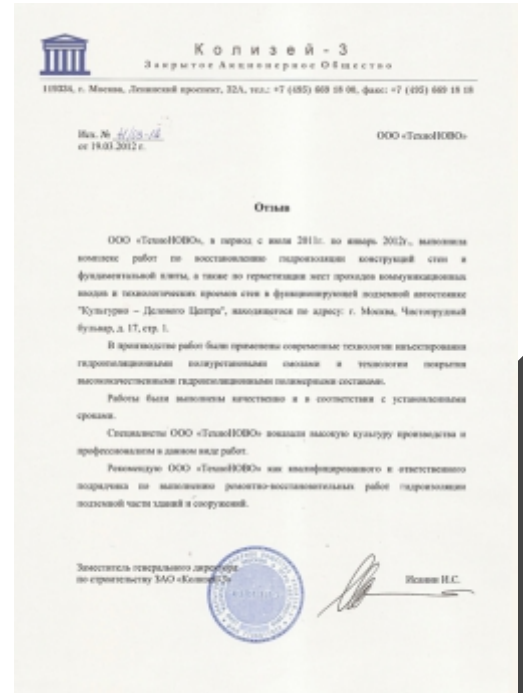 Колизей-3
Закрытое Акционерное Общество
119334, г. Москва, Ленинский проспект, 32А, тел.: +7 (495) 669 18 00, факс: +7 (495) 669 18 18
Исх. №
от 19.03.2012 г.
ООО «ТехноНОВО»
Отзыв
ООО «ТехноНОВО», в период с июля 2011г. по январь 2012г., выполнила
комплекс работ по восстановлению гидроизоляции конструкций стен и
фундаментальной плиты, а также по герметизации мест проходов коммуникационных
вводов и технологических проемов стен в функционирующей подземной автостоянке
"Культурно – Делового Центра", находящегося по адресу: г. Москва, Чистопрудный
бульвар, д. 17, стр. 1.
В производстве работ были применены современные технологии инъектирования
гидроизоляционными полиуретановыми смолами и технологии покрытия
высококачественными гидроизоляционными полимерными составами.
Работы были выполнены качественно и в соответствии с установленными
сроками.
Специалисты ООО «ТехноНОВО» показали высокую культуру производства и
профессионализм в данном виде работ.
Рекомендую ООО «ТехноНОВО» как квалифицированного и ответственного
подрядчика по выполнению ремонтно-восстановительных работ гидроизоляции
подземной части зданий и сооружений.
Заместитель генерального директора
по строительству ЗАО «Колизей-3»
И.С.